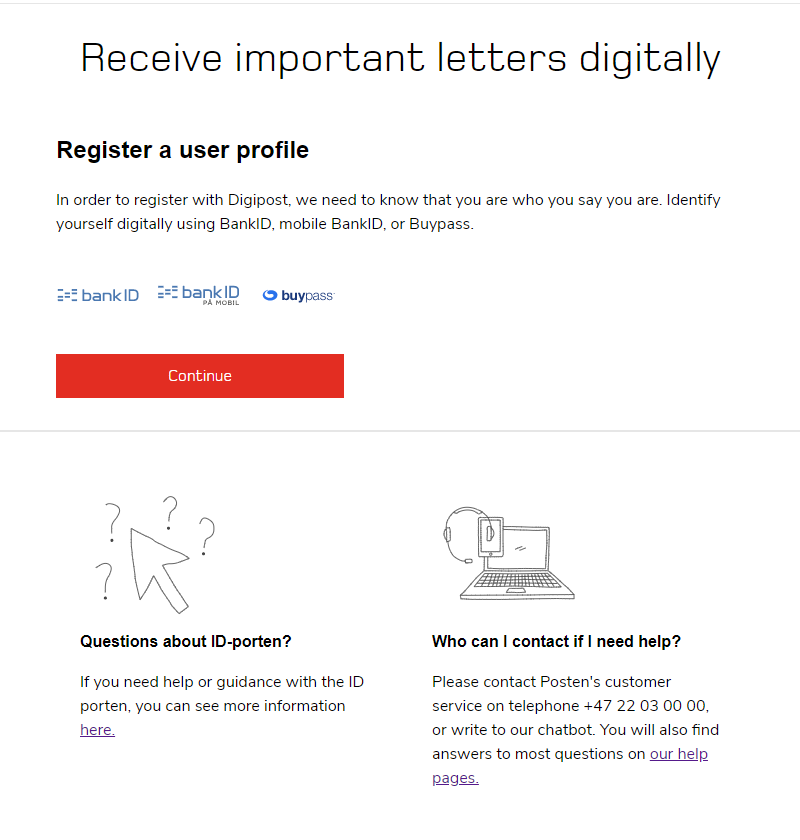 Receive important letters digitally
Register a user profile
In order to register with Digipost, we need to know that you are who you say you are. Identify
yourself digitally using BankID, mobile BankID, or Buypass.
bankID bankID buypass
PÅ MOBIL
Continue
? ? ? ?
Questions about ID-porten?
If you need help or guidance with the ID
porten, you can see more information
here.
Who can I contact if I need help?
Please contact Posten's customer
service on telephone +47 22 03 00 00,
or write to our chatbot. You will also find
answers to most questions on our help
pages.